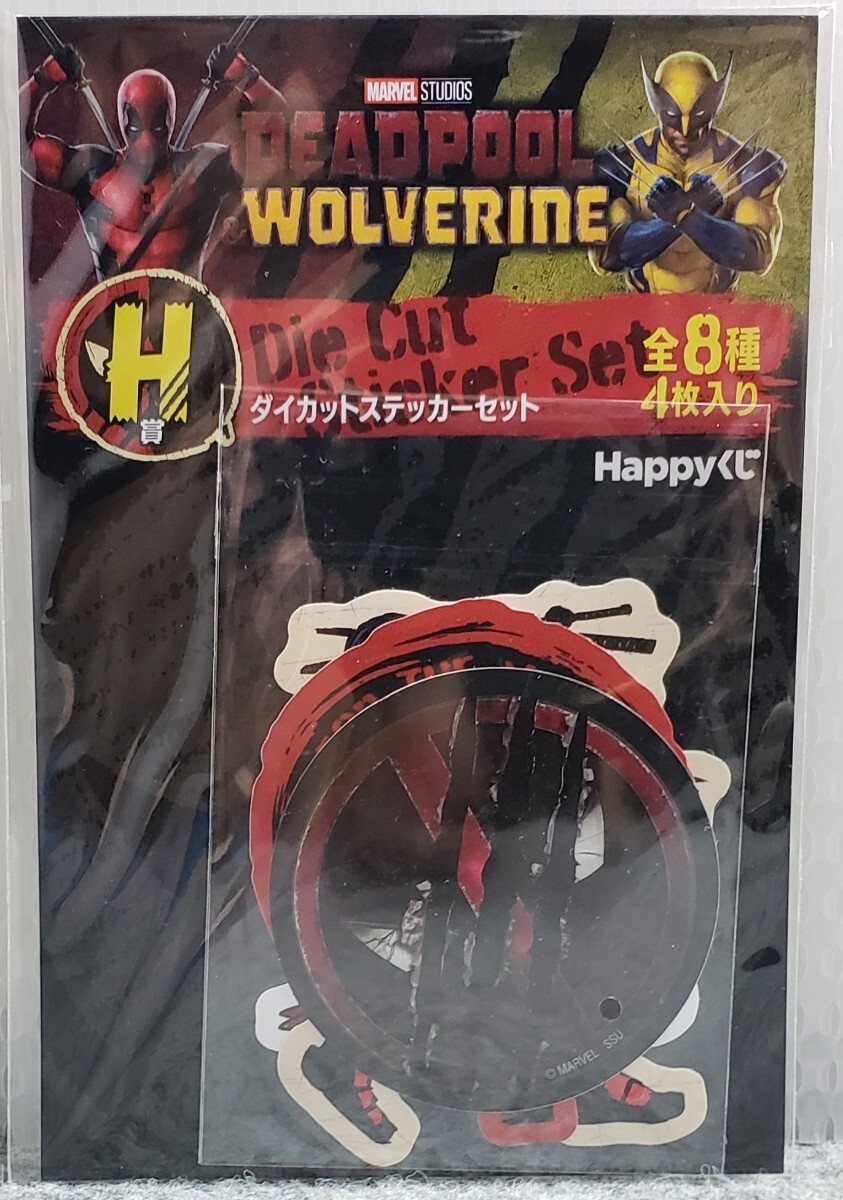 MARVEL STUDIOS
DEADPOOL
& WOLVERINE
H
賞
Die Cut
Sticker Set
全8種
4枚入り
ダイカットステッカーセット
Happyくじ
© MARVEL SSU